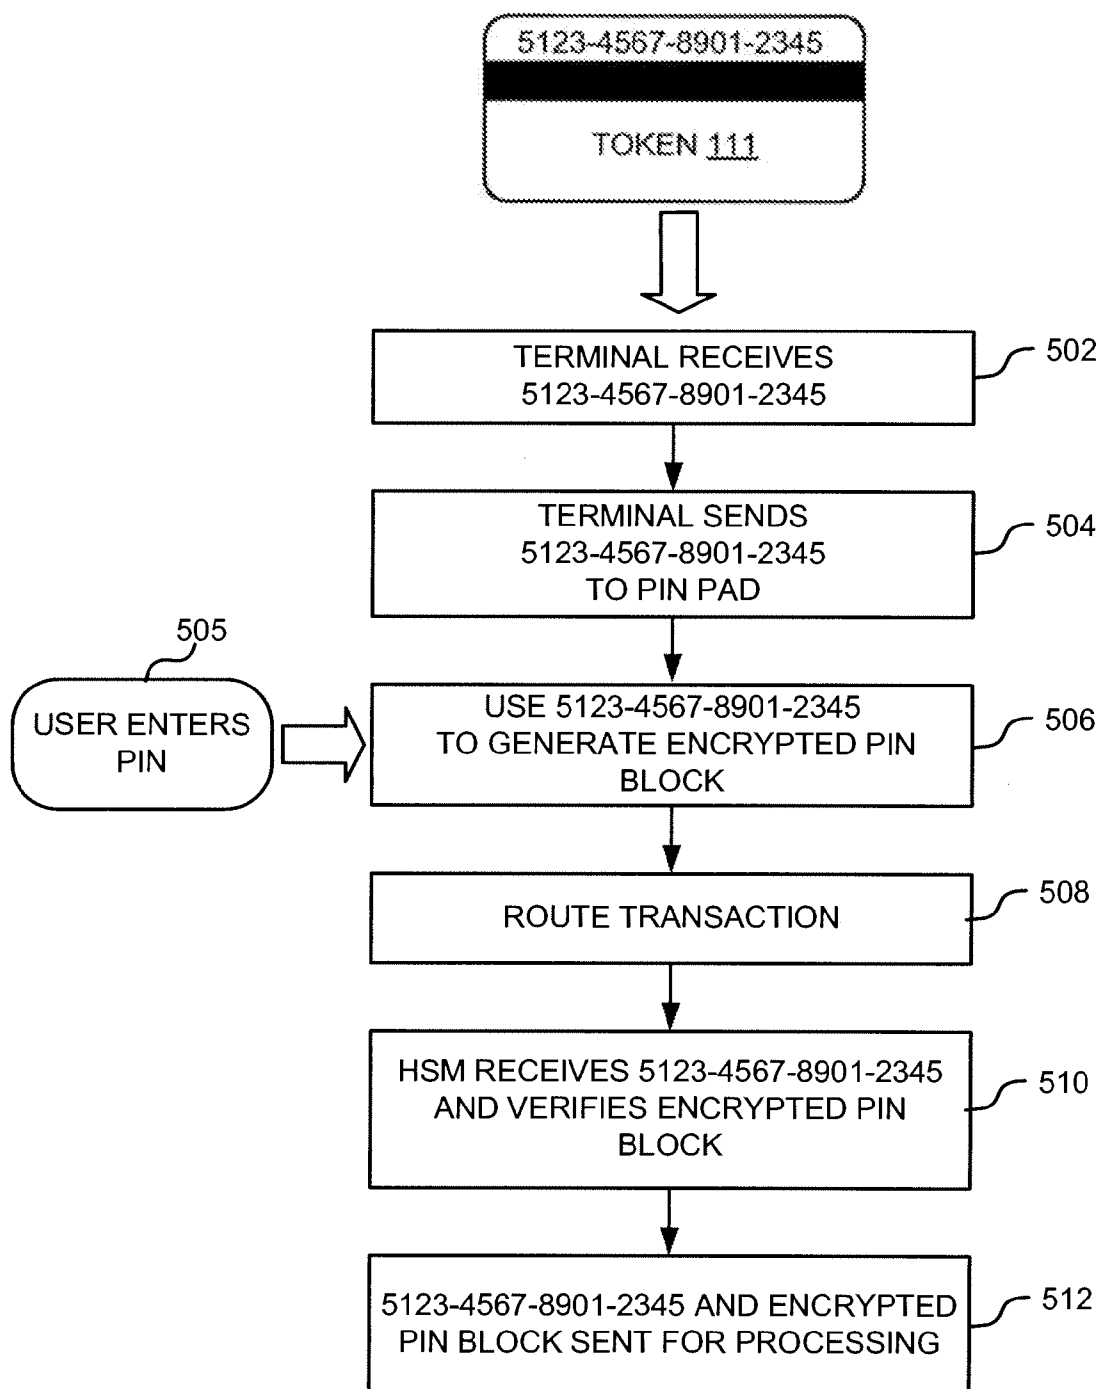 5123-4567-8901-2345
TOKEN 111
TERMINAL RECEIVES
5123-4567-8901-2345
502
TERMINAL SENDS
5123-4567-8901-2345
TO PIN PAD
504
505
USER ENTERS
PIN
USE 5123-4567-8901-2345
TO GENERATE ENCRYPTED PIN
BLOCK
506
ROUTE TRANSACTION
508
HSM RECEIVES 5123-4567-8901-2345
AND VERIFIES ENCRYPTED PIN
BLOCK
510
5123-4567-8901-2345 AND ENCRYPTED
PIN BLOCK SENT FOR PROCESSING
512